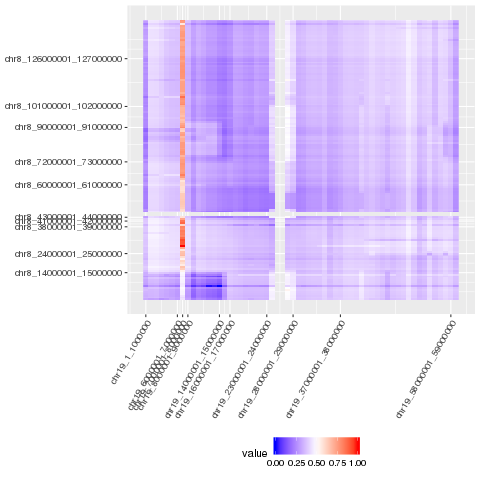 chr8_126000001_127000000
chr8_101000001_102000000
chr8_90000001_91000000
chr8_72000001_73000000
chr8_60000001_61000000
chr8_43000001_44000000
chr8_38000001_39000000
chr8_24000001_25000000
chr8_14000001_15000000
chr19_1_1000000
chr19_14000001_15000000
chr19_16000001_17000000
chr19_23000001_24000000
chr19_28000001_29000000
chr19_37000001_38000000
chr19_58000001_59000000
value
0.00 0.25 0.50 0.75 1.00